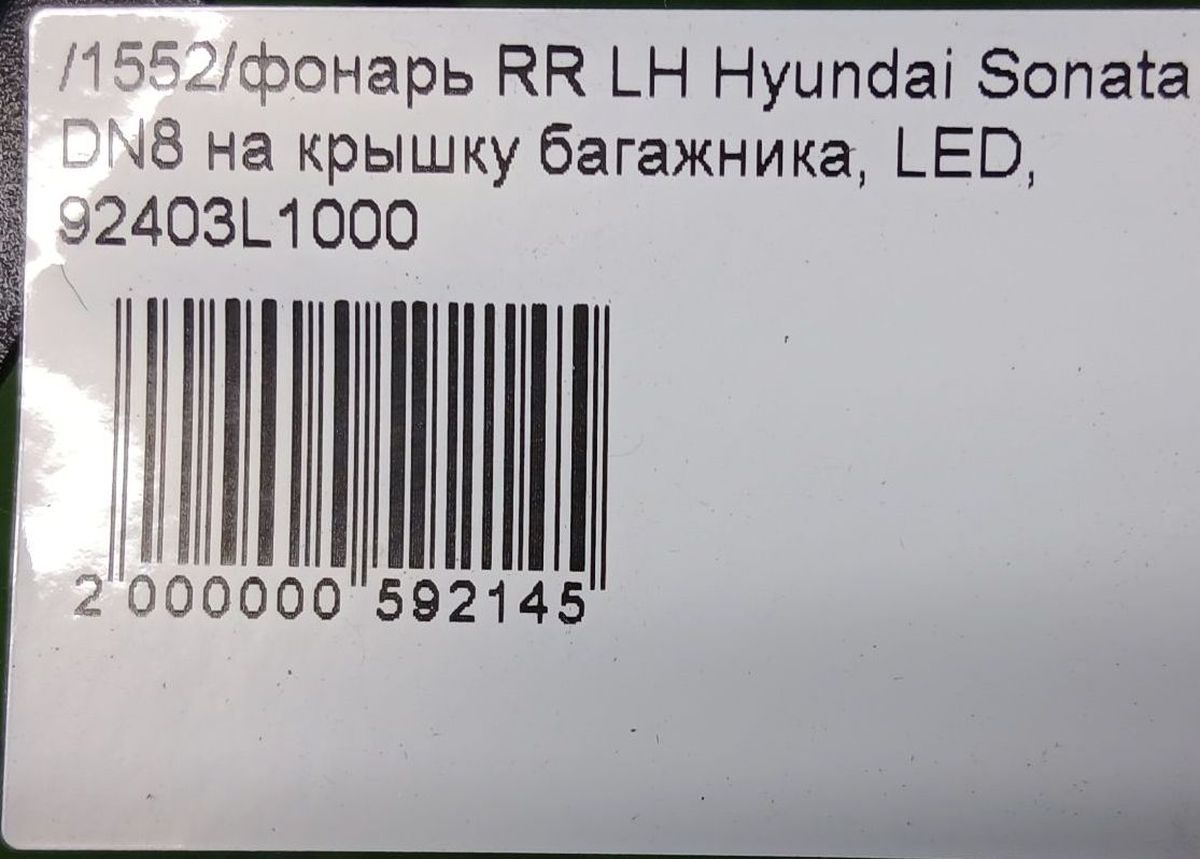 /1552/фонарь RR LH Hyundai Sonata
DN8 на крышку багажника, LED,
92403L1000
2 000000 592145